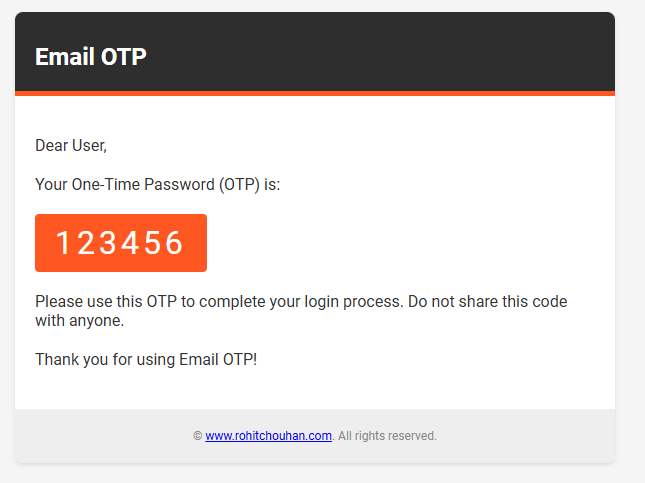 Email OTP
Dear User,
Your One-Time Password (OTP) is:
123456
Please use this OTP to complete your login process. Do not share this code
with anyone.
Thank you for using Email OTP!
© www.rohitchouhan.com. All rights reserved.